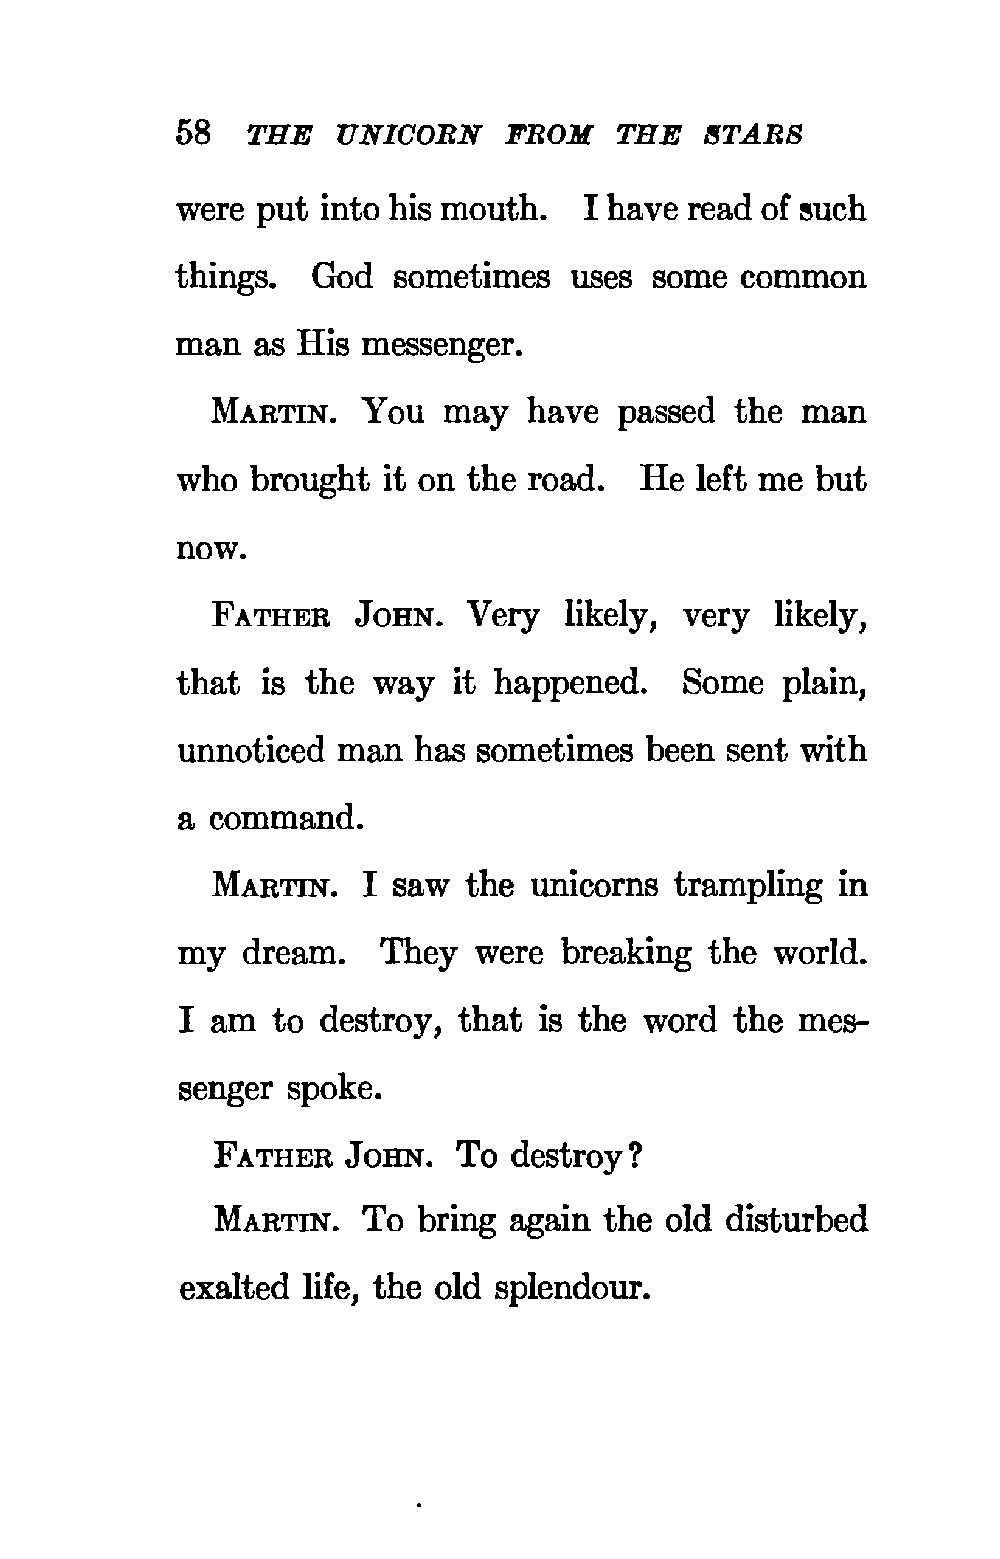 58 THE UNICORN FROM THE STARS
were put into his mouth. I have read of such
things. God sometimes uses some common
man as His messenger.
MARTIN. You may have passed the man
who brought it on the road. He left me but
now.
FATHER JOHN. Very likely, very likely,
that is the way it happened. Some plain,
unnoticed man has sometimes been sent with
a command.
MARTIN. I saw the unicorns trampling in
my dream. They were breaking the world.
I am to destroy, that is the word the mes-
senger spoke.
FATHER JOHN. To destroy?
MARTIN. To bring again the old disturbed
exalted life, the old splendour.